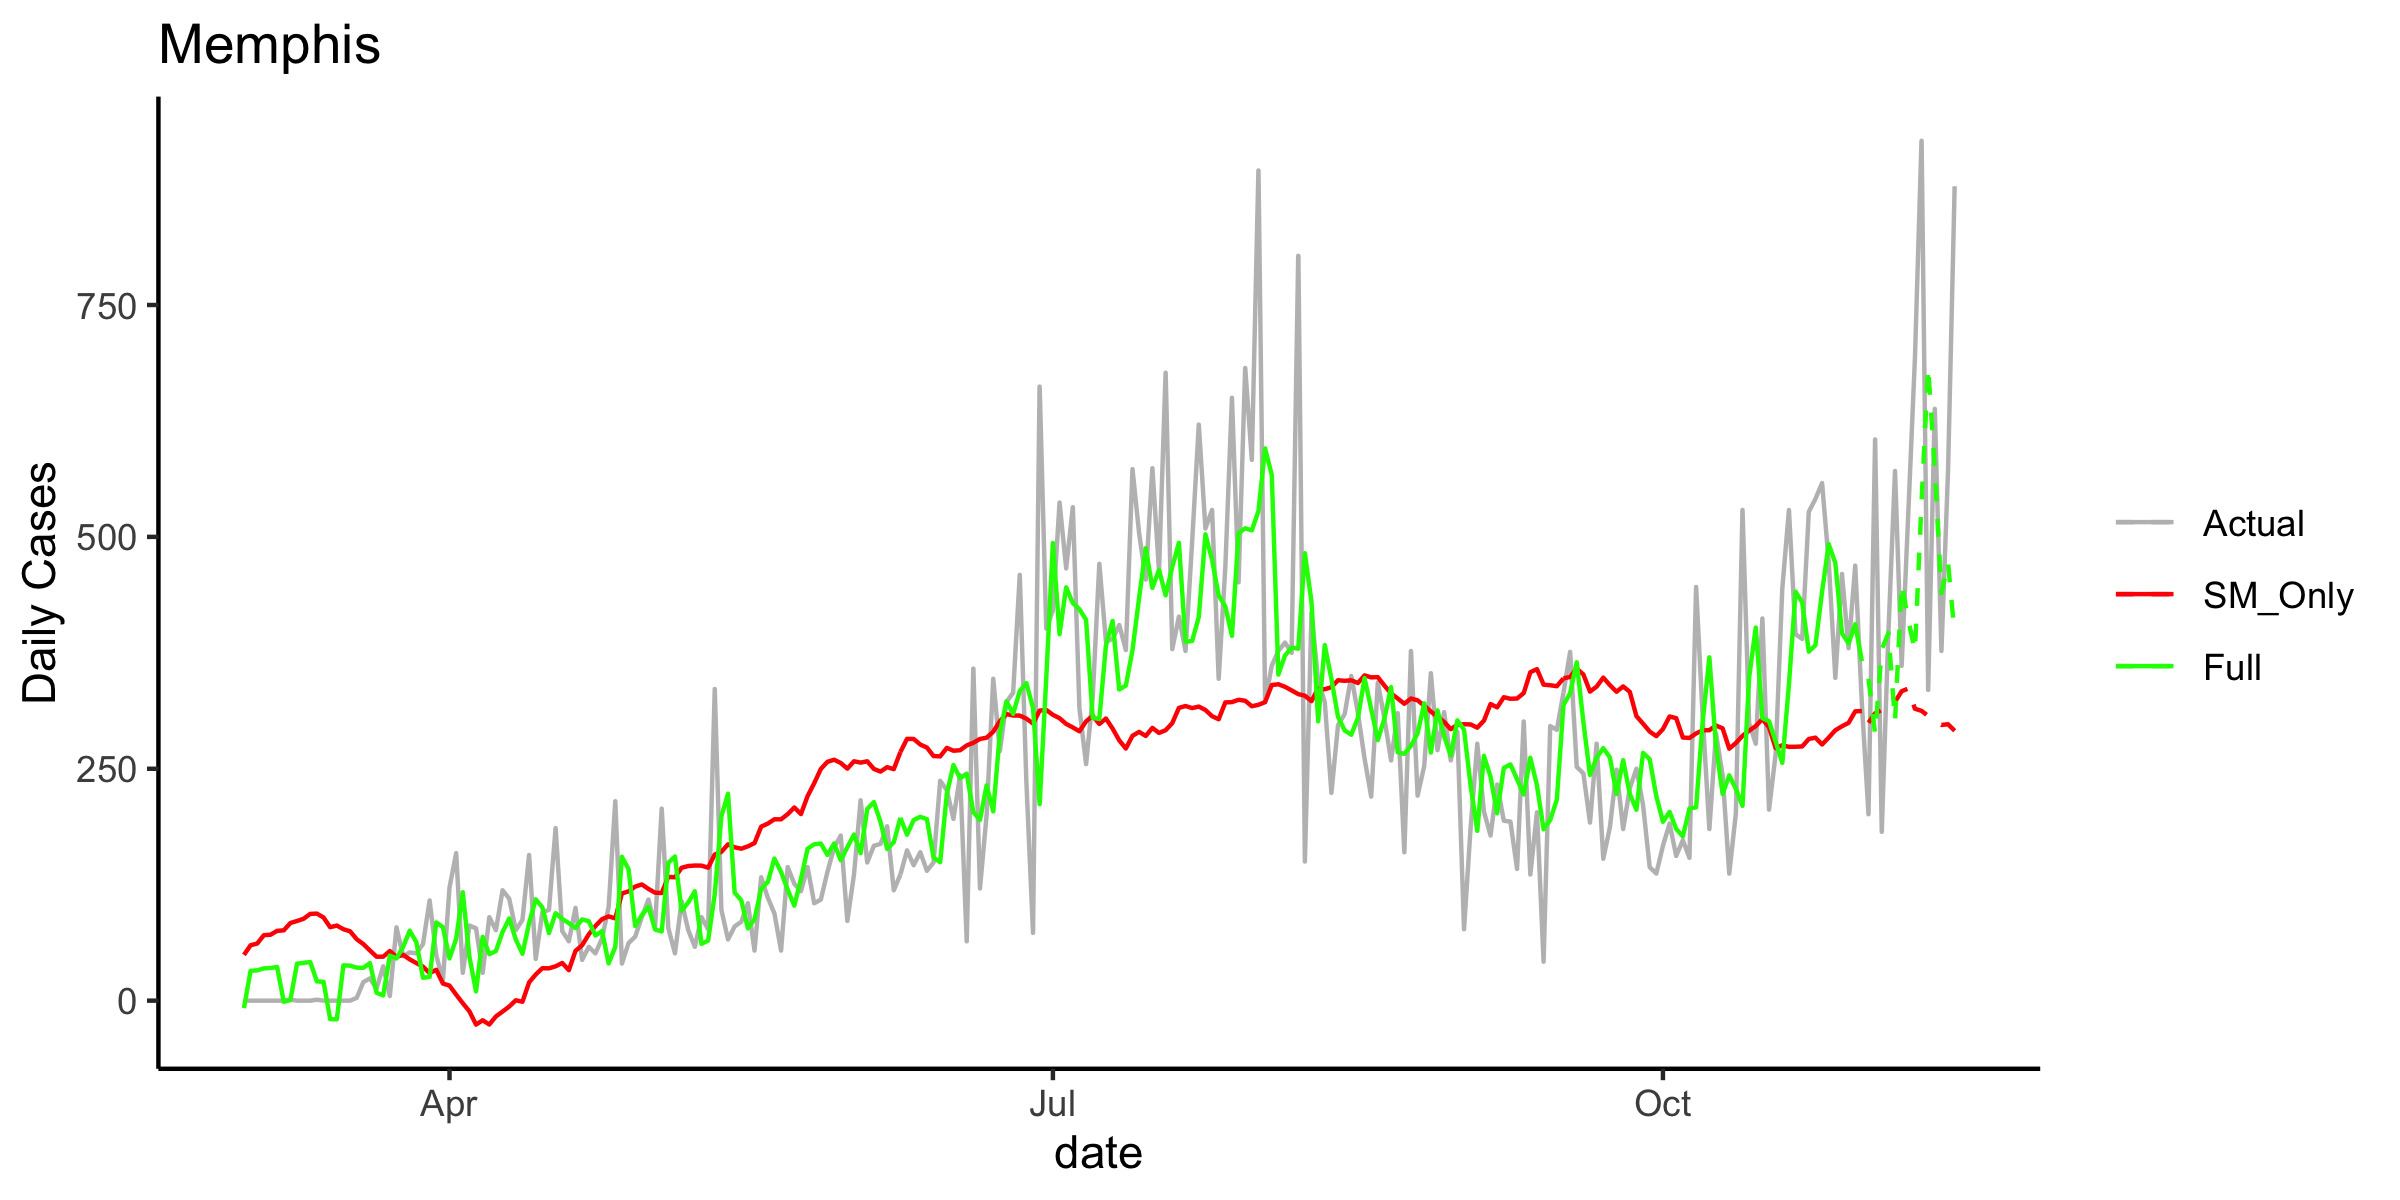 Memphis
Daily Cases
750
500
250
0
Apr
Jul
Oct
date
Actual
SM_Only
Full